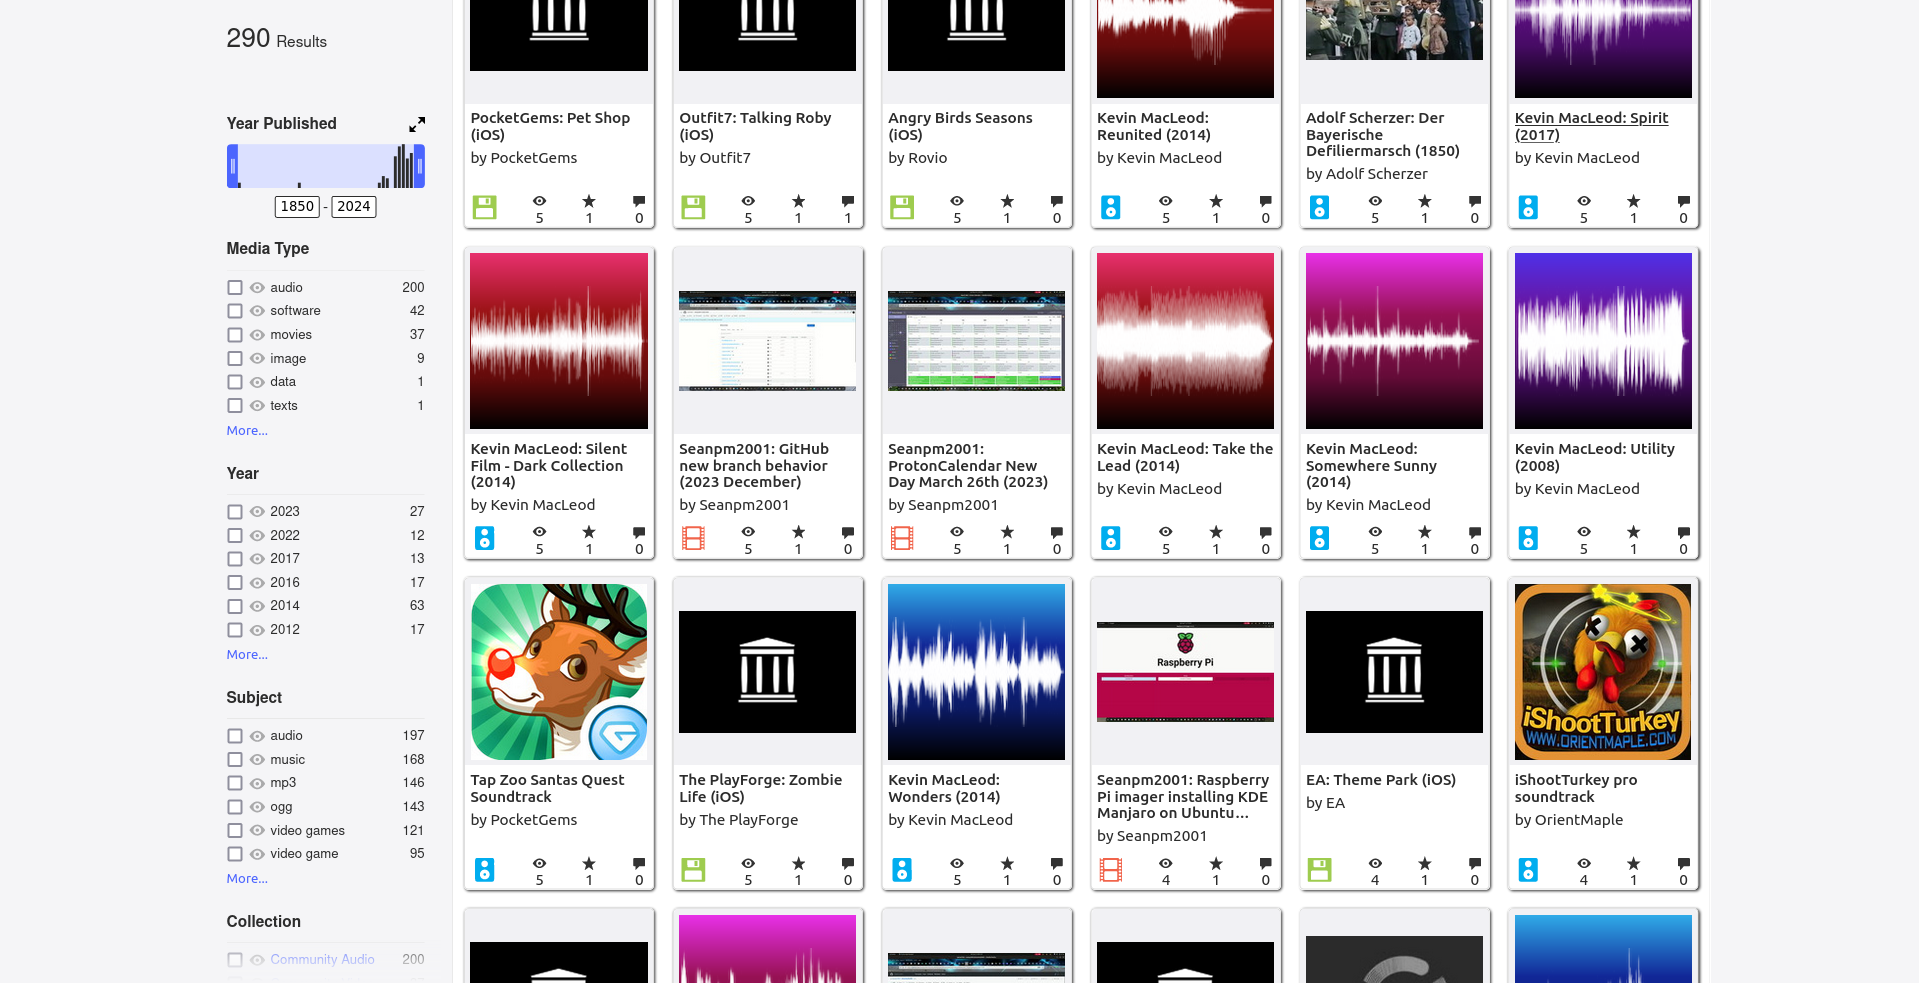 290 Results
Year Published
1850 - 2024
Media Type
audio 200
software 42
movies 37
image 9
data 1
texts 1
More...
Year
2023 27
2022 12
2017 13
2016 17
2014 63
2012 17
More...
Subject
audio 197
music 168
mp3 146
ogg 143
video games 121
video game 95
More...
Collection
Community Audio 200
PocketGems: Pet Shop
(iOS)
by PocketGems
5 1 0
Outfit7: Talking Roby
(iOS)
by Outfit7
5 1 1
Angry Birds Seasons
(iOS)
by Rovio
5 1 0
Kevin MacLeod:
Reunited (2014)
by Kevin MacLeod
5 1 0
Adolf Scherzer: Der
Bayerische
Defiliermarsch (1850)
by Adolf Scherzer
5 1 0
Kevin MacLeod: Spirit
(2017)
by Kevin MacLeod
5 1 0
Kevin MacLeod: Silent
Film - Dark Collection
(2014)
by Kevin MacLeod
5 1 0
Seanpm2001: GitHub
new branch behavior
(2023 December)
by Seanpm2001
5 1 0
Seanpm2001:
ProtonCalendar New
Day March 26th (2023)
by Seanpm2001
5 1 0
Kevin MacLeod: Take the
Lead (2014)
by Kevin MacLeod
5 1 0
Kevin MacLeod:
Somewhere Sunny
(2014)
by Kevin MacLeod
5 1 0
Kevin MacLeod: Utility
(2008)
by Kevin MacLeod
5 1 0
Tap Zoo Santas Quest
Soundtrack
by PocketGems
5 1 0
The PlayForge: Zombie
Life (iOS)
by The PlayForge
5 1 0
Kevin MacLeod:
Wonders (2014)
by Kevin MacLeod
5 1 0
Raspberry Pi
Seanpm2001: Raspberry
Pi imager installing KDE
Manjaro on Ubuntu...
by Seanpm2001
4 1 0
EA: Theme Park (iOS)
by EA
4 1 0
iShootTurkey
WWW.ORIENTMAPLE.COM
iShootTurkey pro
soundtrack
by OrientMaple
4 1 0